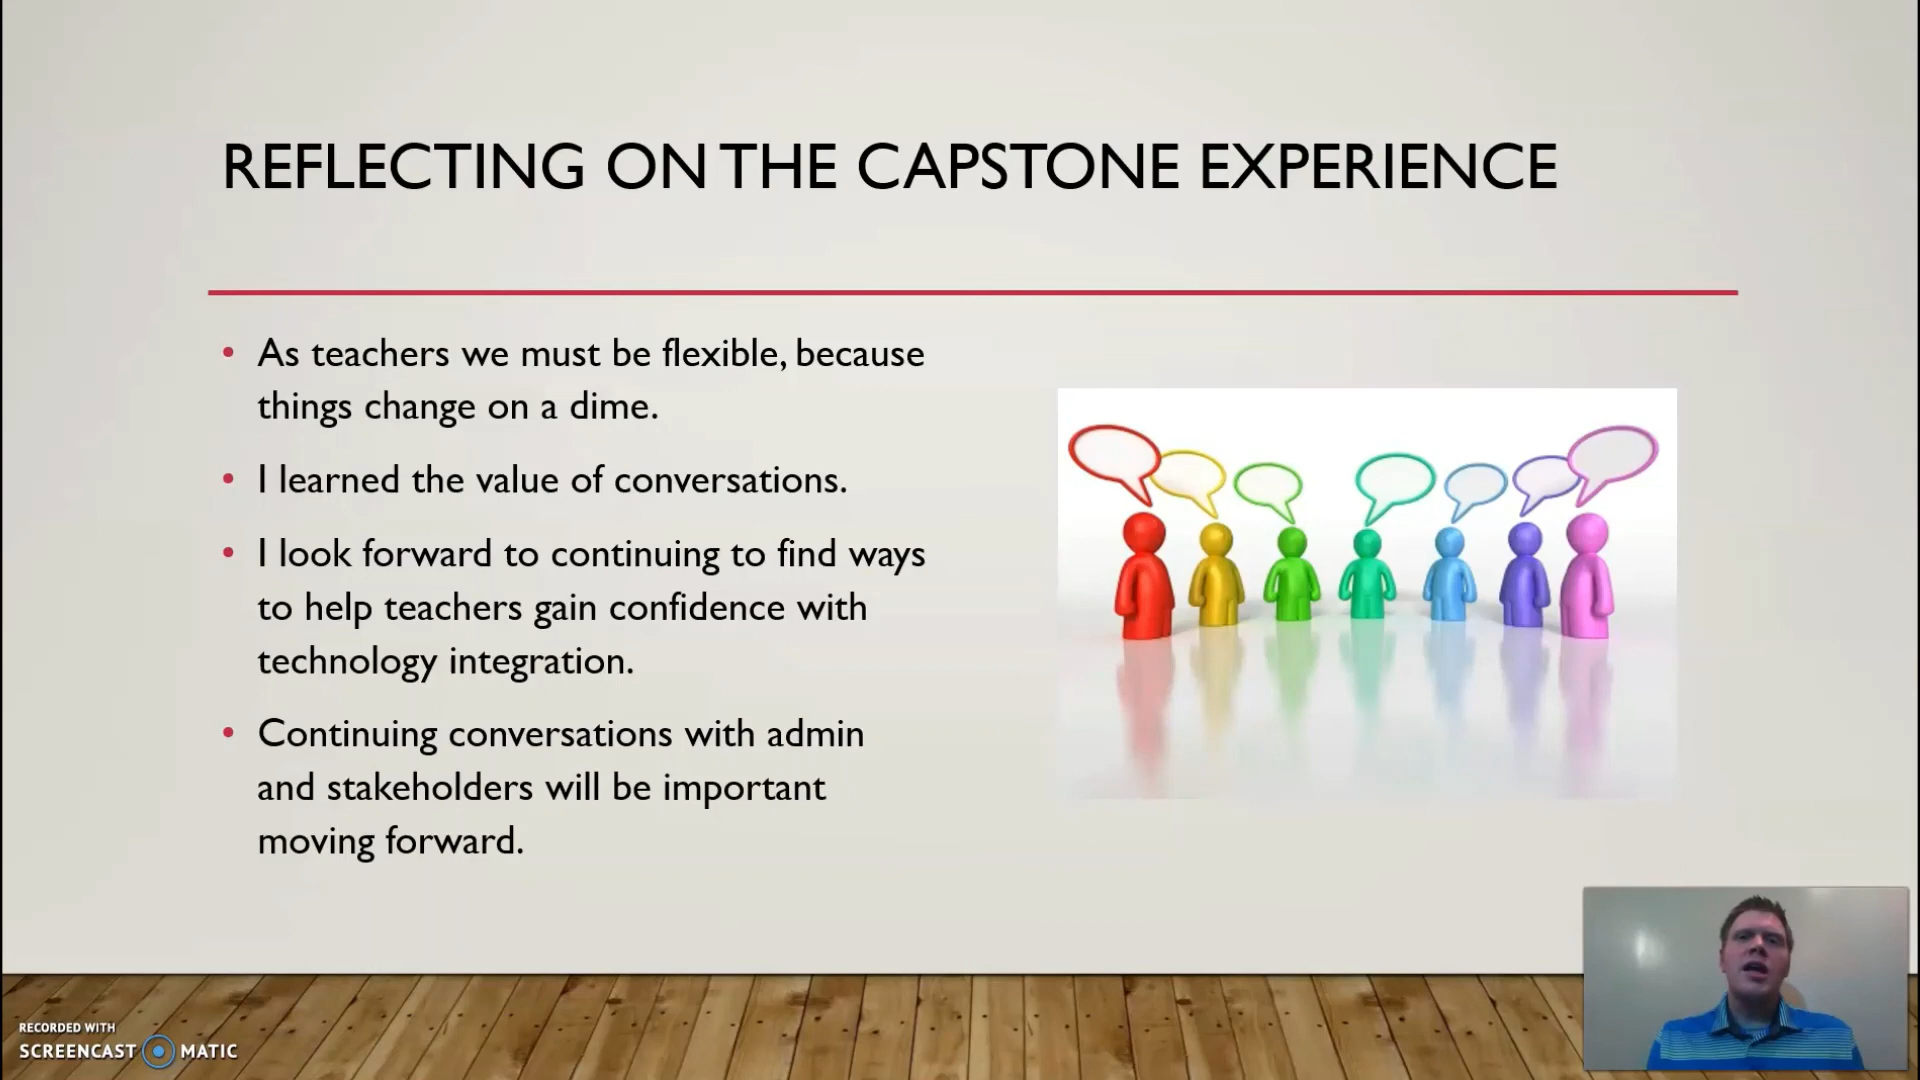 REFLECTING ON THE CAPSTONE EXPERIENCE
• As teachers we must be flexible, because
things change on a dime.
• I learned the value of conversations.
• I look forward to continuing to find ways
to help teachers gain confidence with
technology integration.
• Continuing conversations with admin
and stakeholders will be important
moving forward.
RECORDED WITH
SCREENCAST MATIC